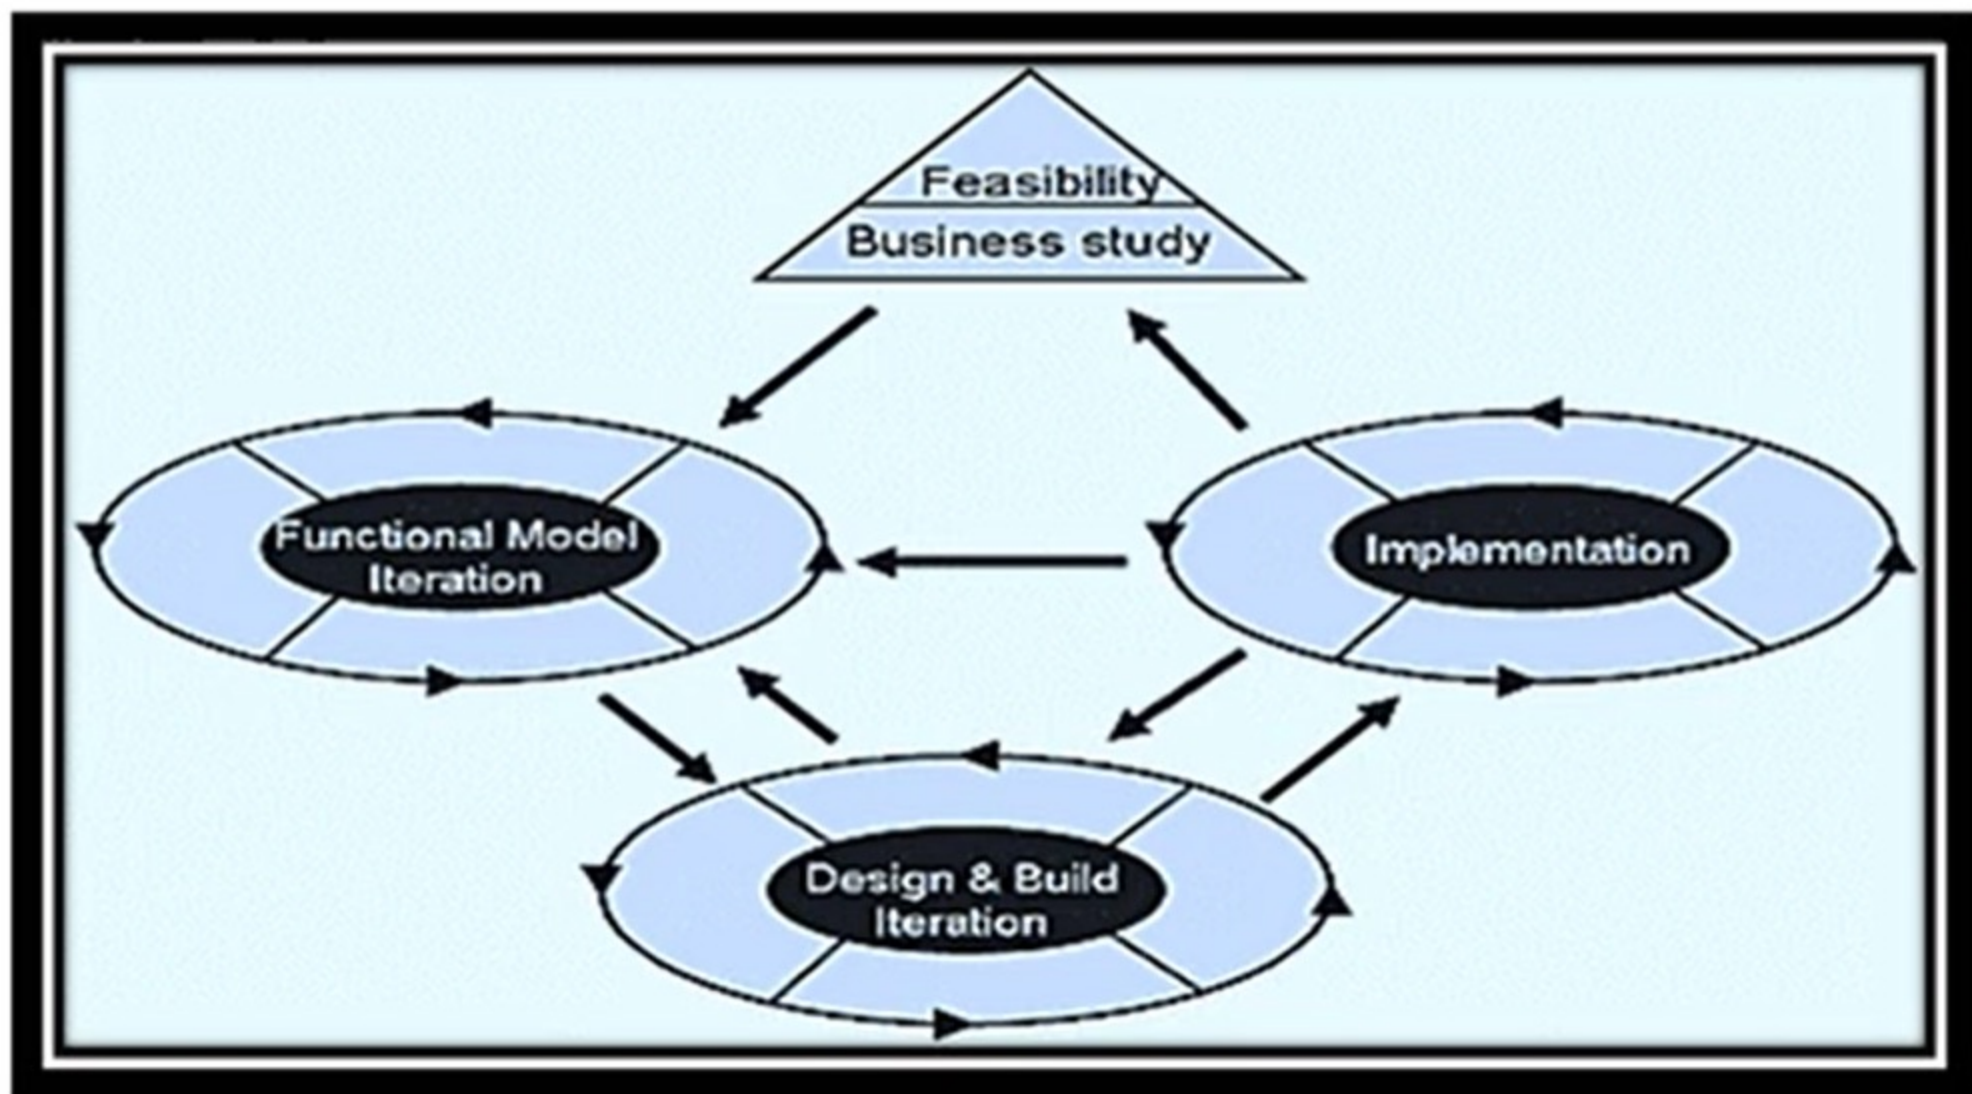 Feasibility
Business study
Functional Model
Iteration
Implementation
Design & Build
Iteration